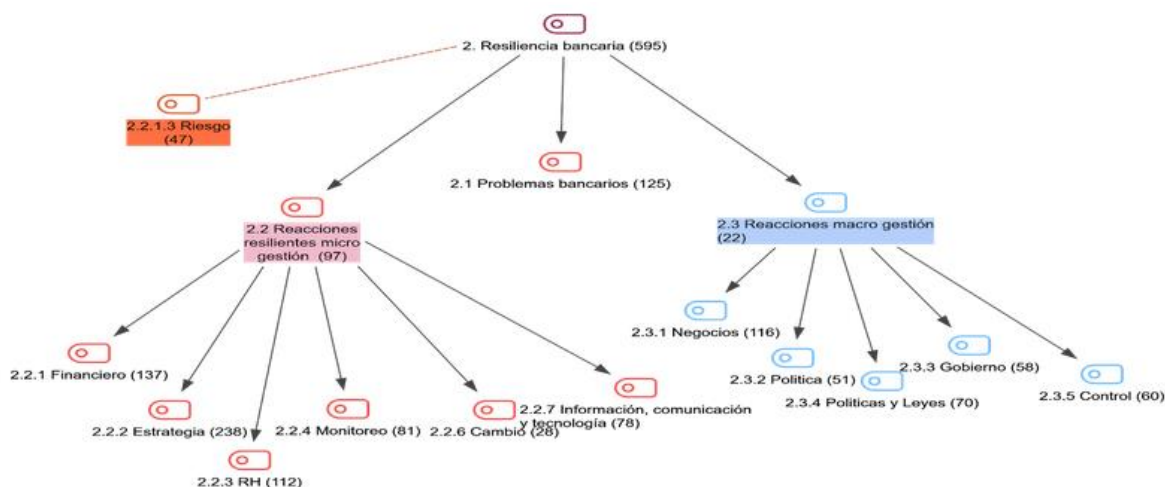 2. Resiliencia bancaria (595)
2.2.1.3 Riesgo
(47)
2.1 Problemas bancarios (125)
2.2 Reacciones
resilientes micro
gestión (97)
2.3 Reacciones macro gestión
(22)
2.3.1 Negocios (116)
2.2.1 Financiero (137)
2.3.2 Politica (51)
2.3.3 Gobierno (58)
2.3.4 Politicas y Leyes (70)
2.3.5 Control (60)
2.2.2 Estrategia (238)
2.2.4 Monitoreo (81)
2.2.6 Cambio (28)
2.2.7 Información, comunicación
y tecnología (78)
2.2.3 RH (112)